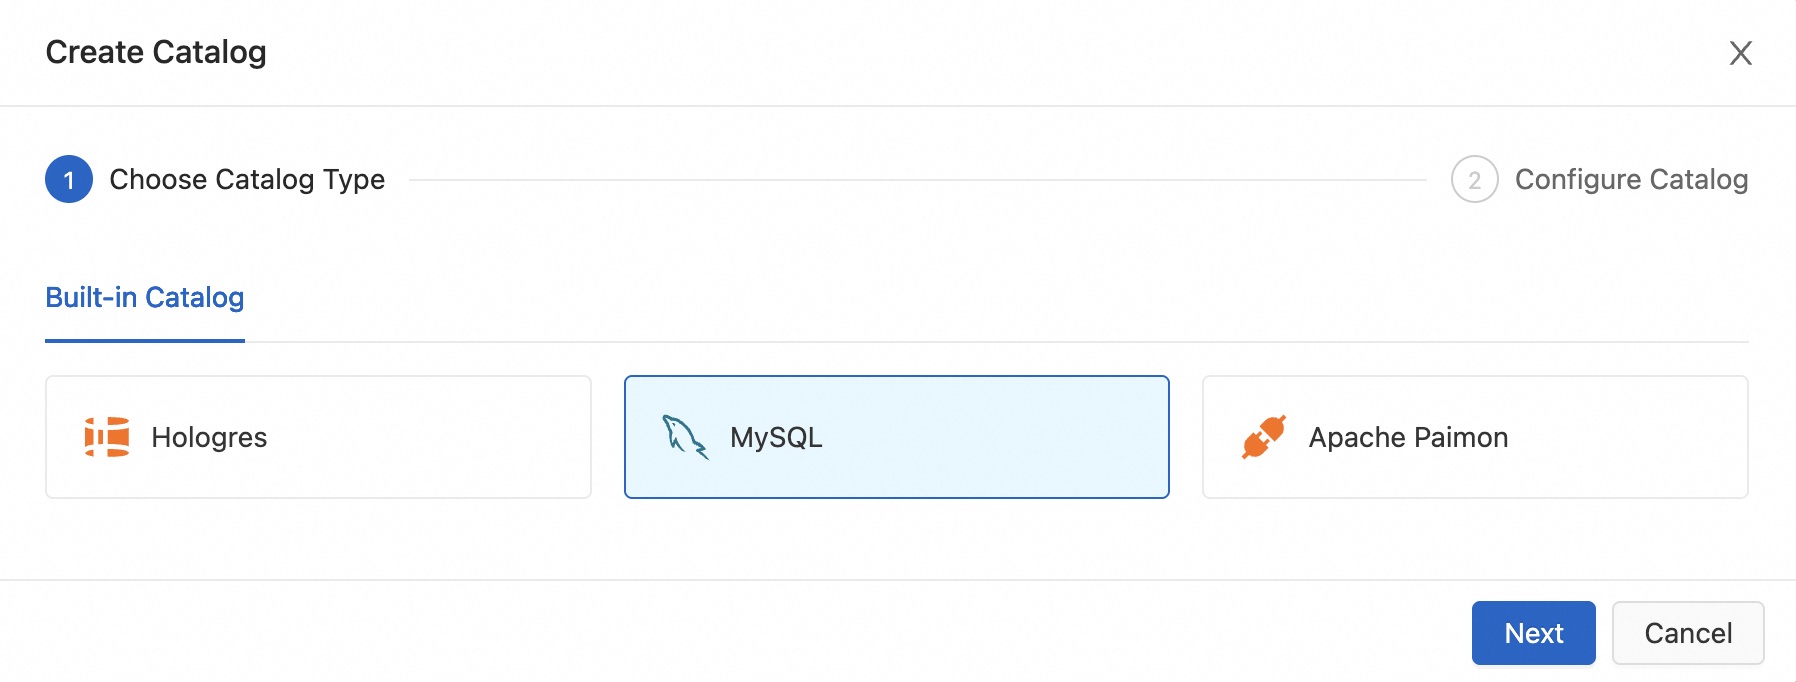 Create Catalog
1 Choose Catalog Type
2 Configure Catalog
Built-in Catalog
Hologres
MySQL
Apache Paimon
Next
Cancel